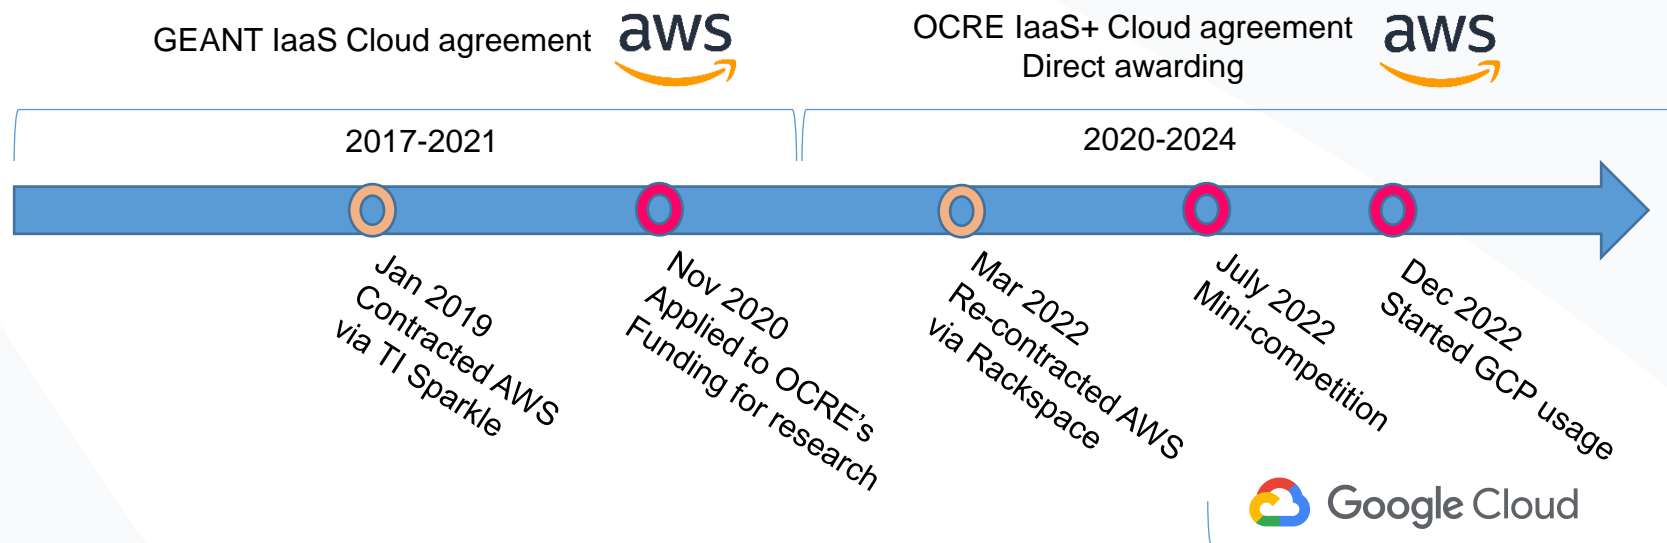 GEANT IaaS Cloud agreement
aws
OCRE IaaS+ Cloud agreement
Direct awarding
aws
2017-2021
2020-2024
Jan 2019
Contracted AWS
via TI Sparkle
Nov 2020
Applied to OCRE’s
Funding for research
Mar 2022
Re-contracted AWS
via Rackspace
July 2022
Mini-competition
Dec 2022
Started GCP usage
Google Cloud